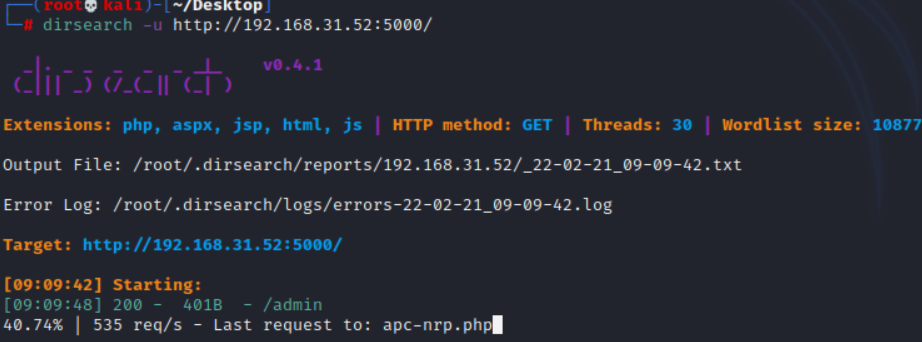 (root💀kali)-[~/Desktop]
# dirsearch -u http://192.168.31.52:5000/
dirsearch v0.4.1
Extensions: php, aspx, jsp, html, js | HTTP method: GET | Threads: 30 | Wordlist size: 10877
Output File: /root/.dirsearch/reports/192.168.31.52/_22-02-21_09-09-42.txt
Error Log: /root/.dirsearch/logs/errors-22-02-21_09-09-42.log
Target: http://192.168.31.52:5000/
[09:09:42] Starting:
[09:09:48] 200 - 401B - /admin
40.74% | 535 req/s - Last request to: apc-nrp.php